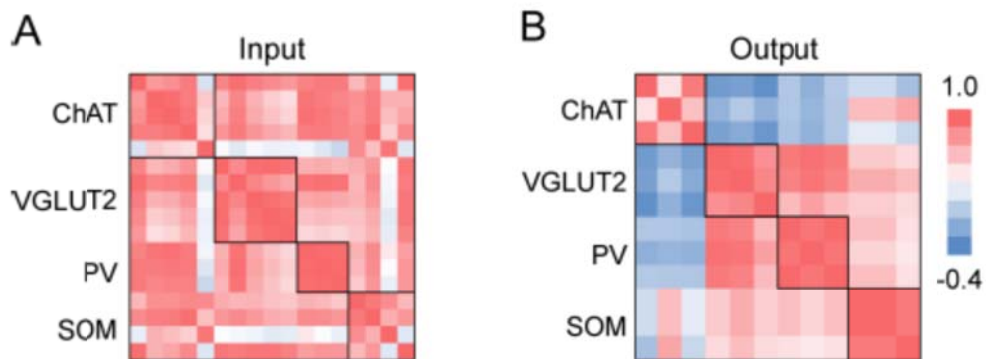 A
Input
ChAT
VGLUT2
PV
SOM
B
Output
ChAT
VGLUT2
PV
SOM
1.0
-0.4